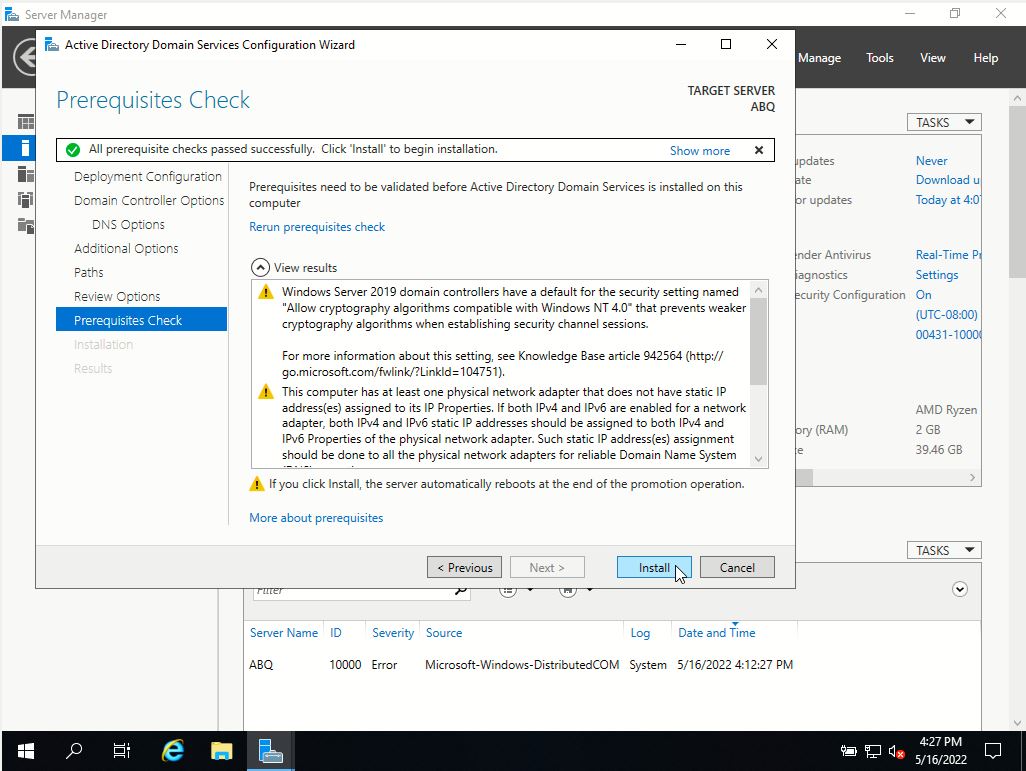 Server Manager
Active Directory Domain Services Configuration Wizard
Manage
Tools
View
Help
Prerequisites Check
TARGET SERVER
ABQ
All prerequisite checks passed successfully. Click 'Install' to begin installation.
Show more
Deployment Configuration
Domain Controller Options
DNS Options
Additional Options
Paths
Review Options
Prerequisites Check
Installation
Results
Prerequisites need to be validated before Active Directory Domain Services is installed on this
computer
Rerun prerequisites check
View results
Windows Server 2019 domain controllers have a default for the security setting named
"Allow cryptography algorithms compatible with Windows NT 4.0" that prevents weaker
cryptography algorithms when establishing security channel sessions.
For more information about this setting, see Knowledge Base article 942564 (http://
go.microsoft.com/fwlink/?LinkId=104751).
This computer has at least one physical network adapter that does not have static IP
address(es) assigned to its IP Properties. If both IPv4 and IPv6 are enabled for a network
adapter, both IPv4 and IPv6 static IP addresses should be assigned to both IPv4 and
IPv6 Properties of the physical network adapter. Such static IP address(es) assignment
should be done to all the physical network adapters for reliable Domain Name System
If you click Install, the server automatically reboots at the end of the promotion operation.
More about prerequisites
< Previous
Next >
Install
Cancel
TASKS
updates
Never
ate
Download u
or updates
Today at 4:07
ender Antivirus
Real-Time Pr
iagnostics
Settings
ecurity Configuration
On
(UTC-08:00)
00431-1000
AMD Ryzen
ory (RAM)
2 GB
e
39.46 GB
TASKS
Filter
Server Name
ID
Severity
Source
Log
Date and Time
ABQ
10000
Error
Microsoft-Windows-DistributedCOM
System
5/16/2022 4:12:27 PM
4:27 PM
5/16/2022